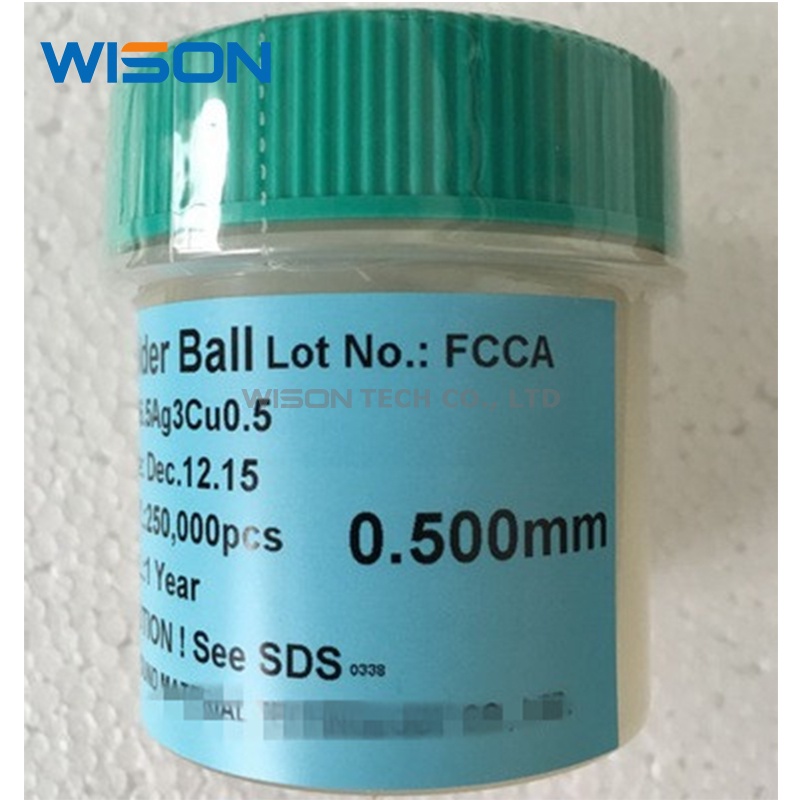 WISON
der Ball Lot No.: FCCA
WISON TECH CO., LTD
.5Ag3Cu0.5
: Dec.12.15
:250,000pcs
0.500mm
:1 Year
TION ! See SDS 0338